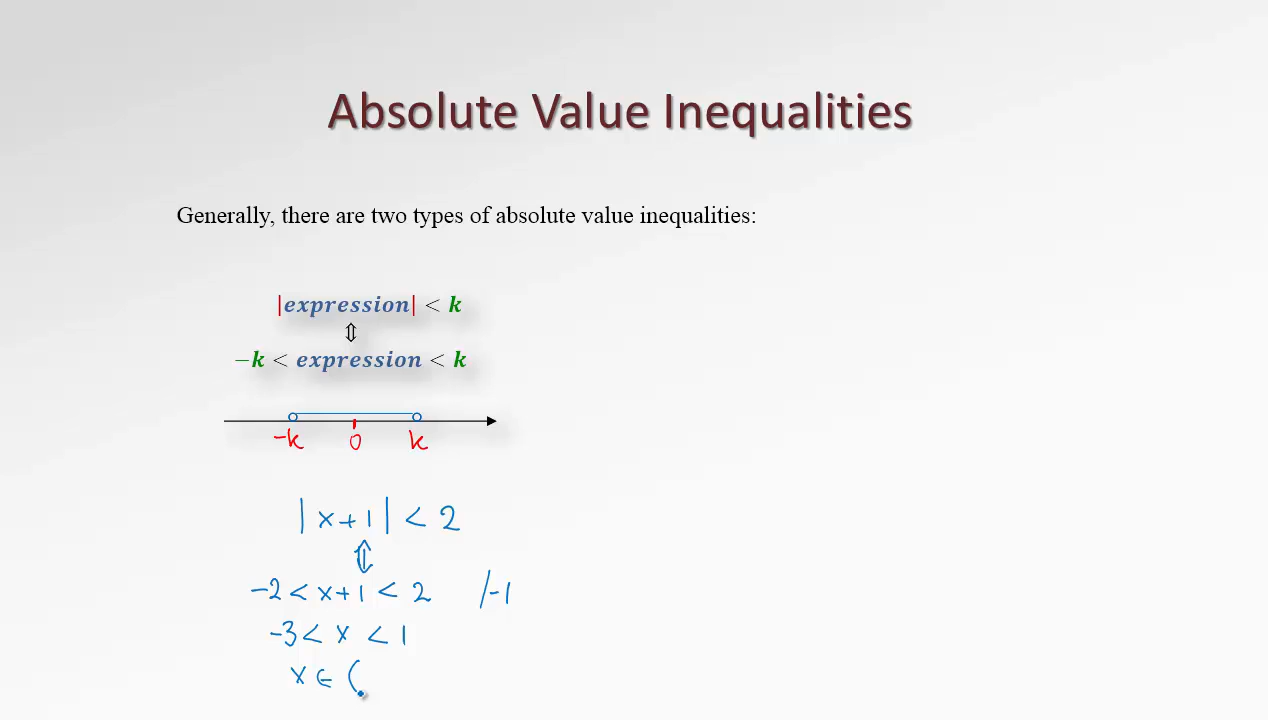 Absolute Value Inequalities
Generally, there are two types of absolute value inequalities:
|expression| < k
⇕
−k < expression < k
-k 0 k
|x+1| < 2
⇕
-2 < x+1 < 2 /-1
-3 < x < 1
x ∈ (